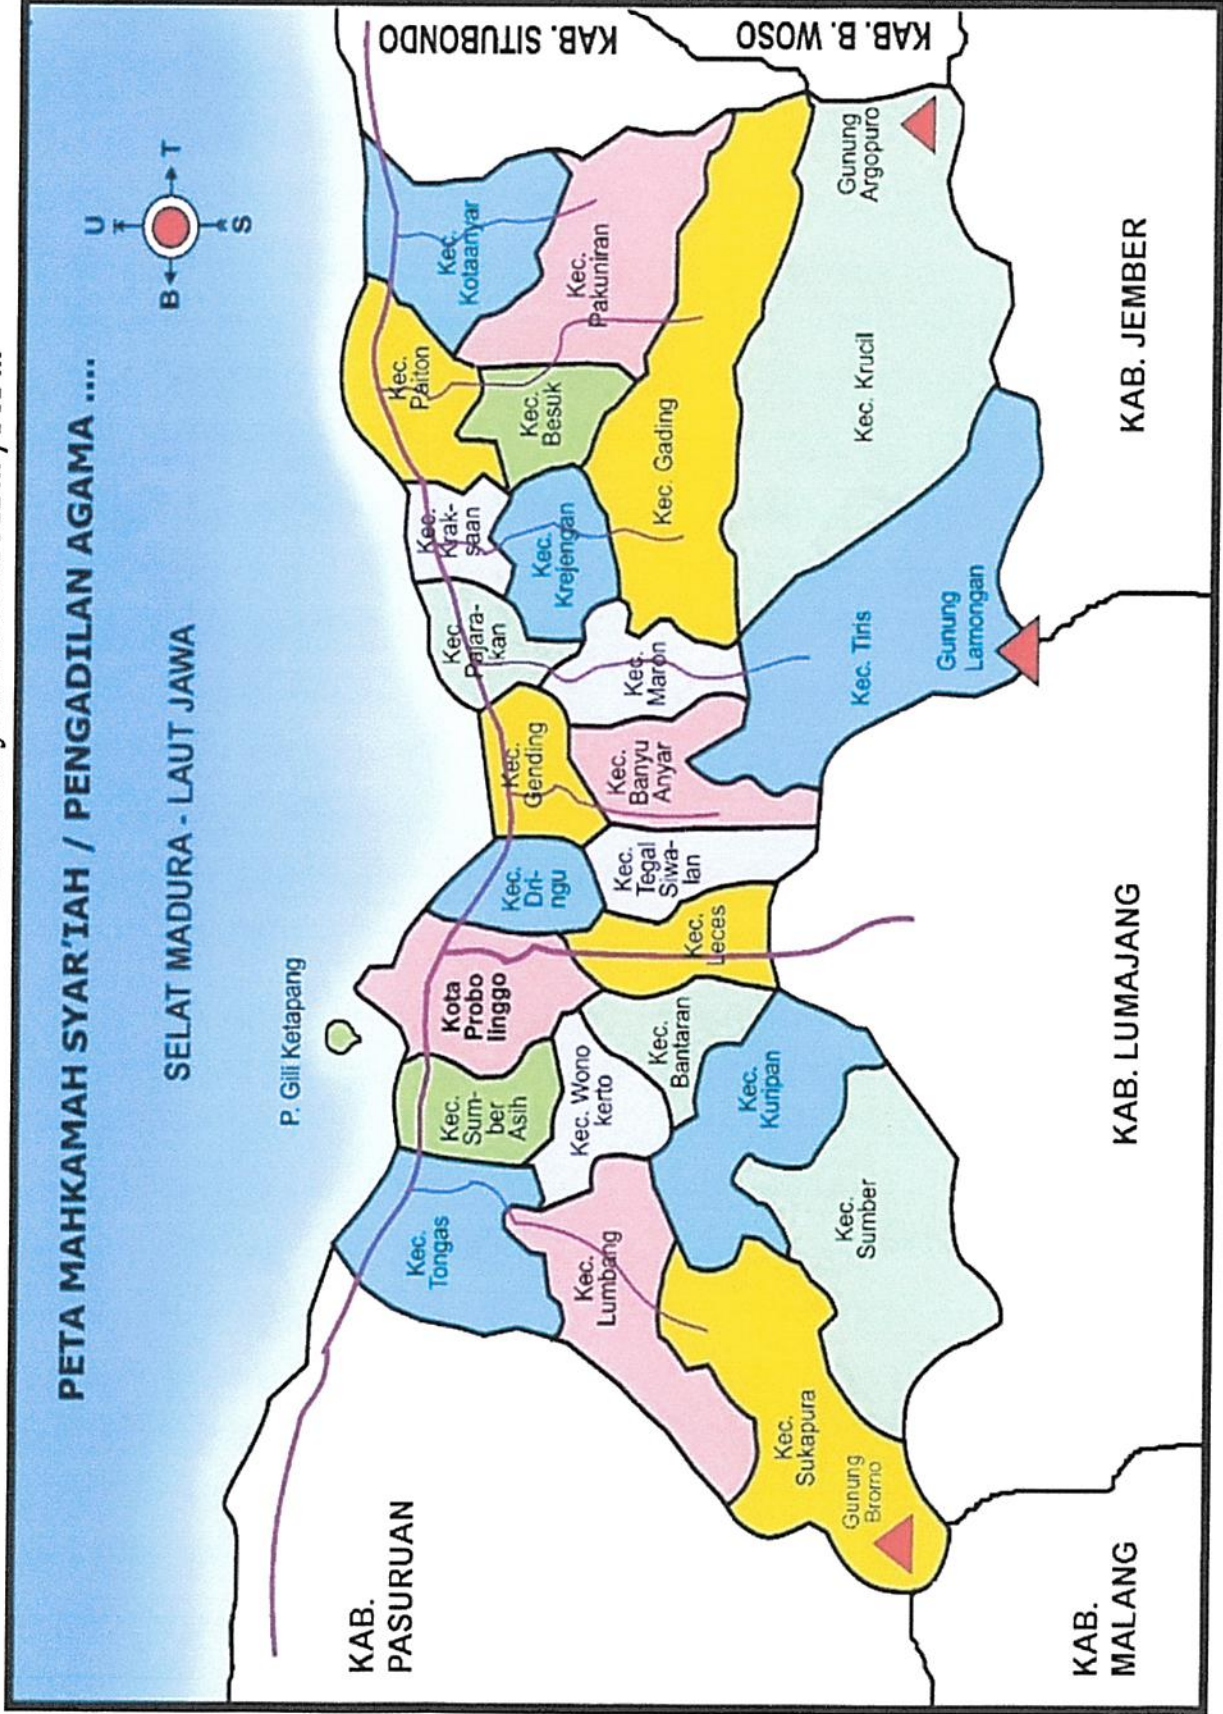 PETA MAHKAMAH SYAR'IAH / PENGADILAN AGAMA ....
SELAT MADURA - LAUT JAWA
U
B
T
S
P. Gili Ketapang
KAB.
PASURUAN
Kec.
Tongas
Kec.
Sum-
ber
Asih
Kota
Probo
linggo
Kec.
Dri-
ngu
Kec.
Gending
Kec.
Pajara-
kan
Kec.
Krak-
saan
Kec.
Paiton
Kec.
Kotaanyar
KAB. SITUBONDO
Kec.
Lumbang
Kec. Wono
kerto
Kec.
Bantaran
Kec.
Leces
Kec.
Tegal
Siwa-
lan
Kec.
Banyu
Anyar
Kec.
Maron
Kec.
Krejengan
Kec.
Besuk
Kec.
Pakuniran
Kec. Gading
KAB. B. WOSO
Kec.
Sukapura
Gunung
Bromo
Kec.
Sumber
Kec.
Kuripan
Kec. Tiris
Gunung
Lamongan
Kec. Krucil
Gunung
Argopuro
KAB.
MALANG
KAB. LUMAJANG
KAB. JEMBER